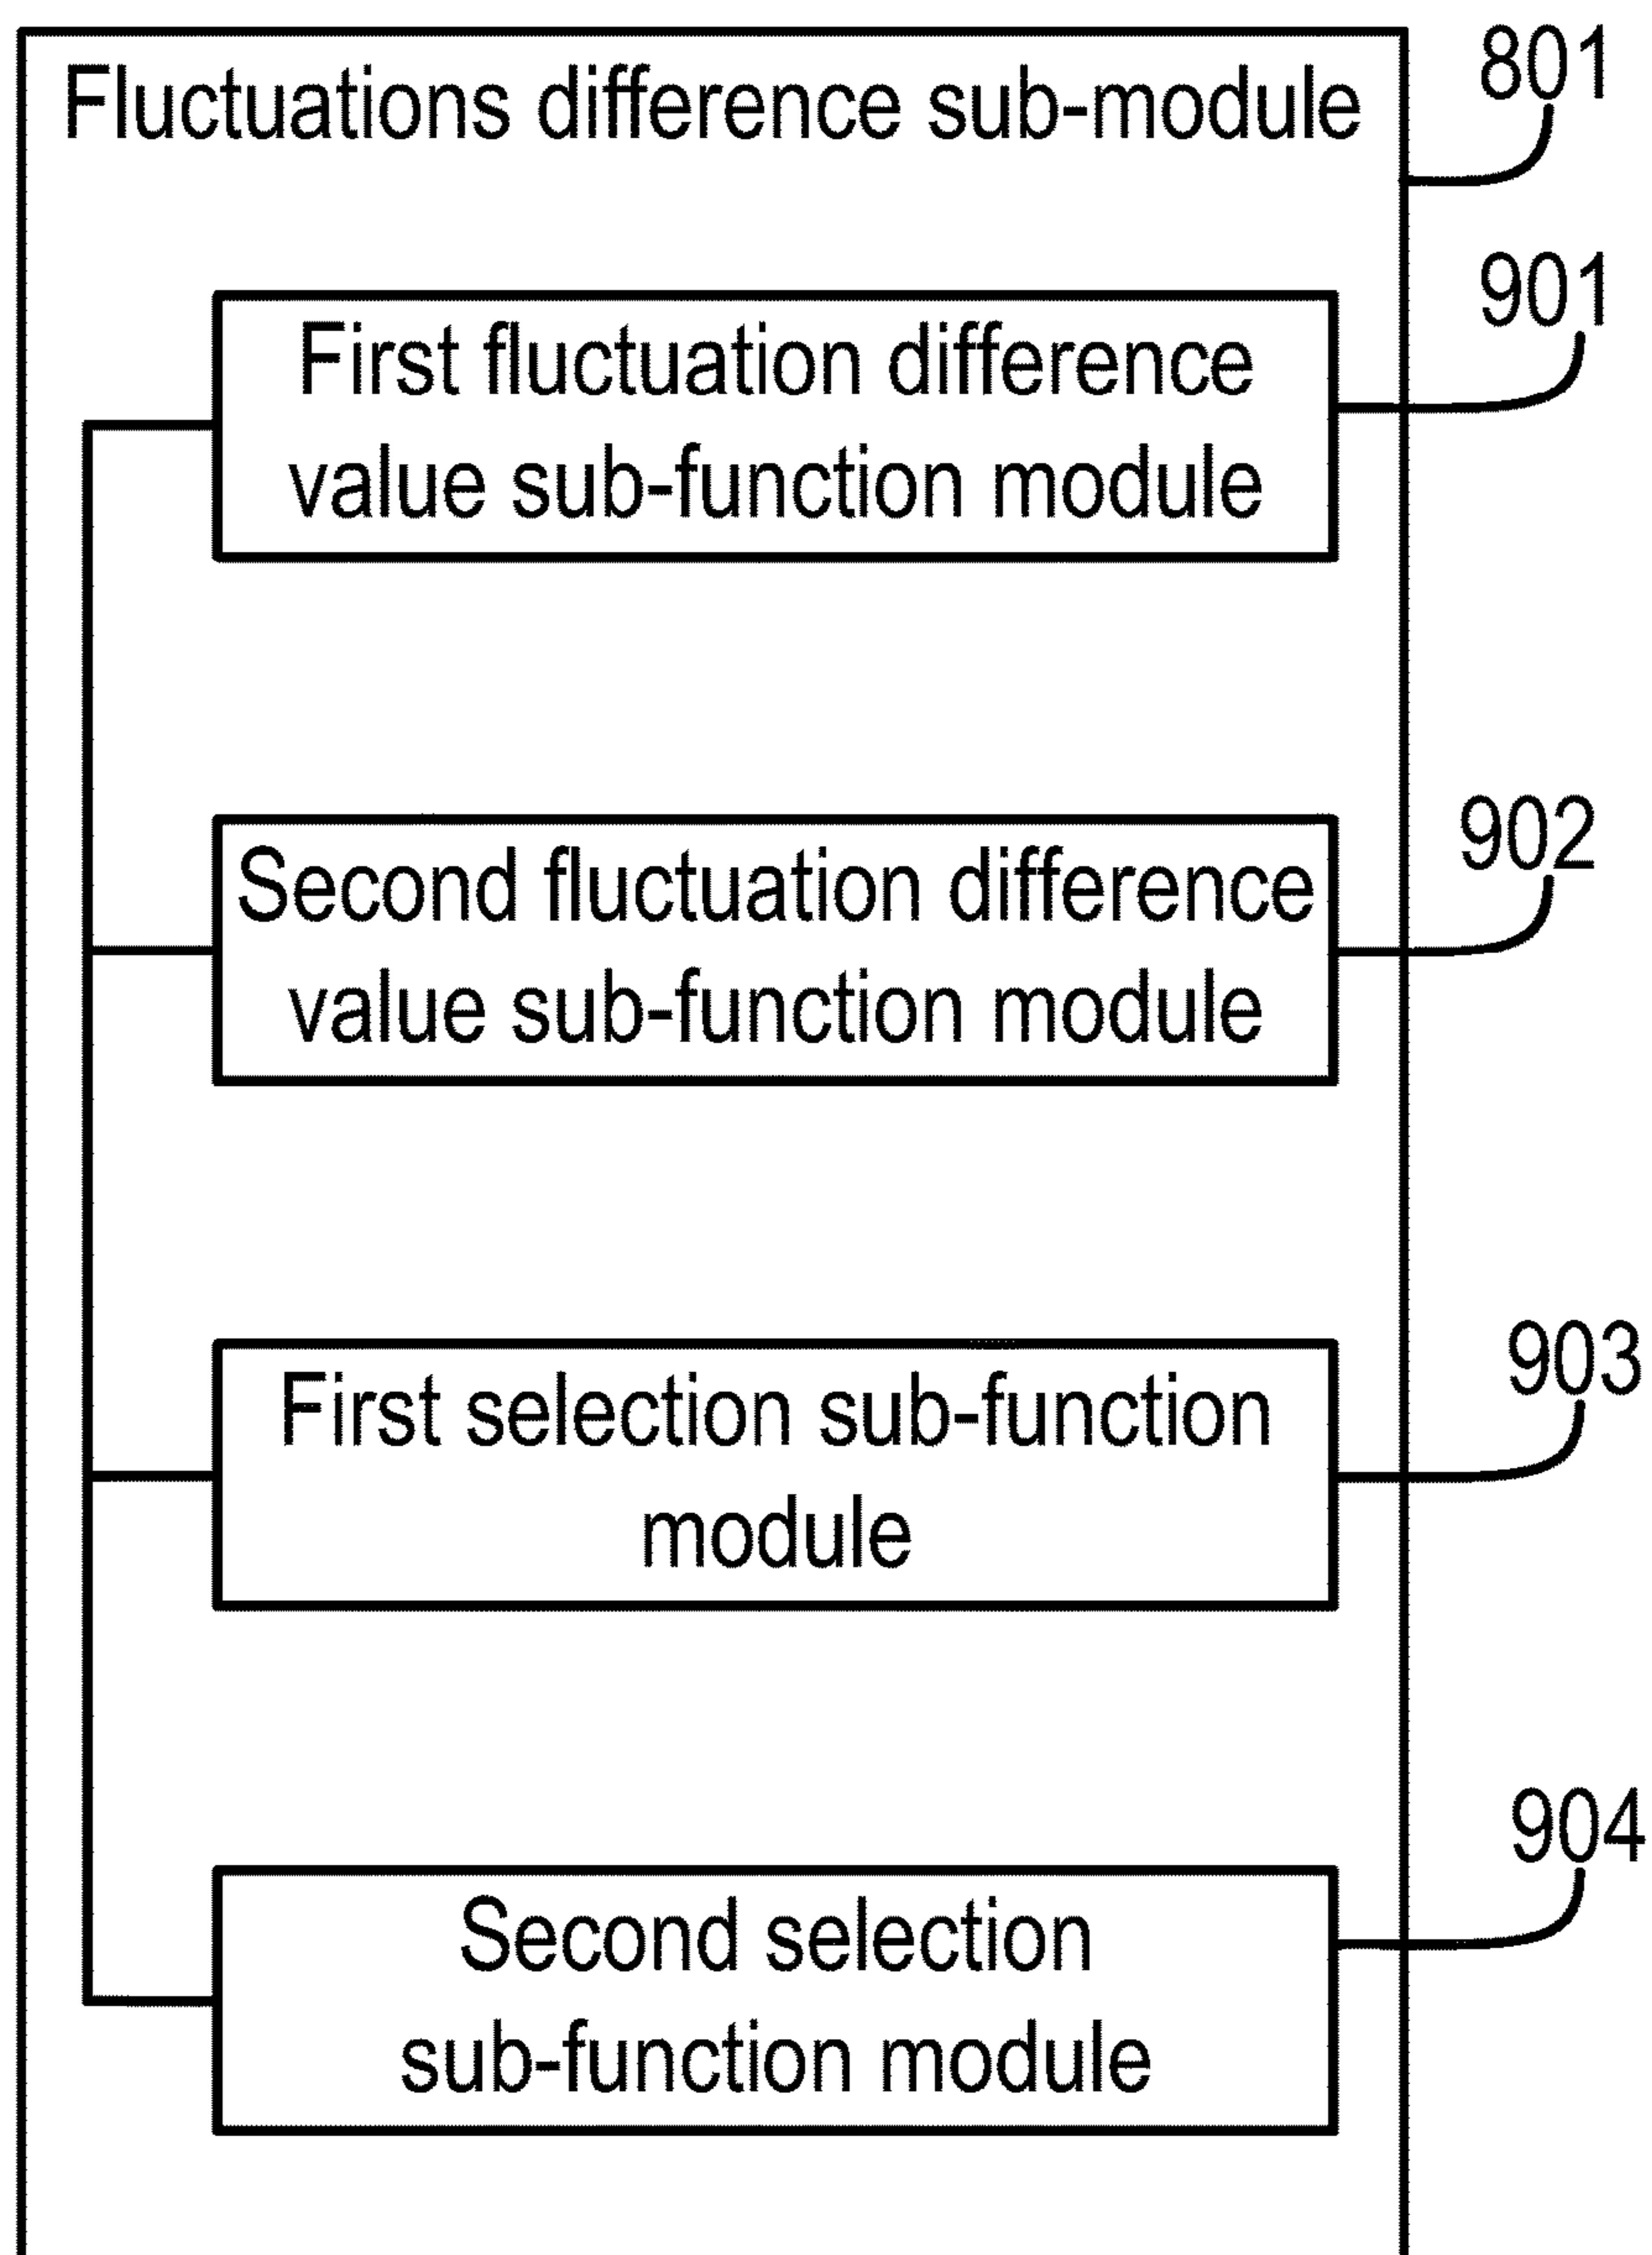 Fluctuations difference sub-module
801
901
First fluctuation difference
value sub-function module
902
Second fluctuation difference
value sub-function module
903
First selection sub-function
module
904
Second selection
sub-function module